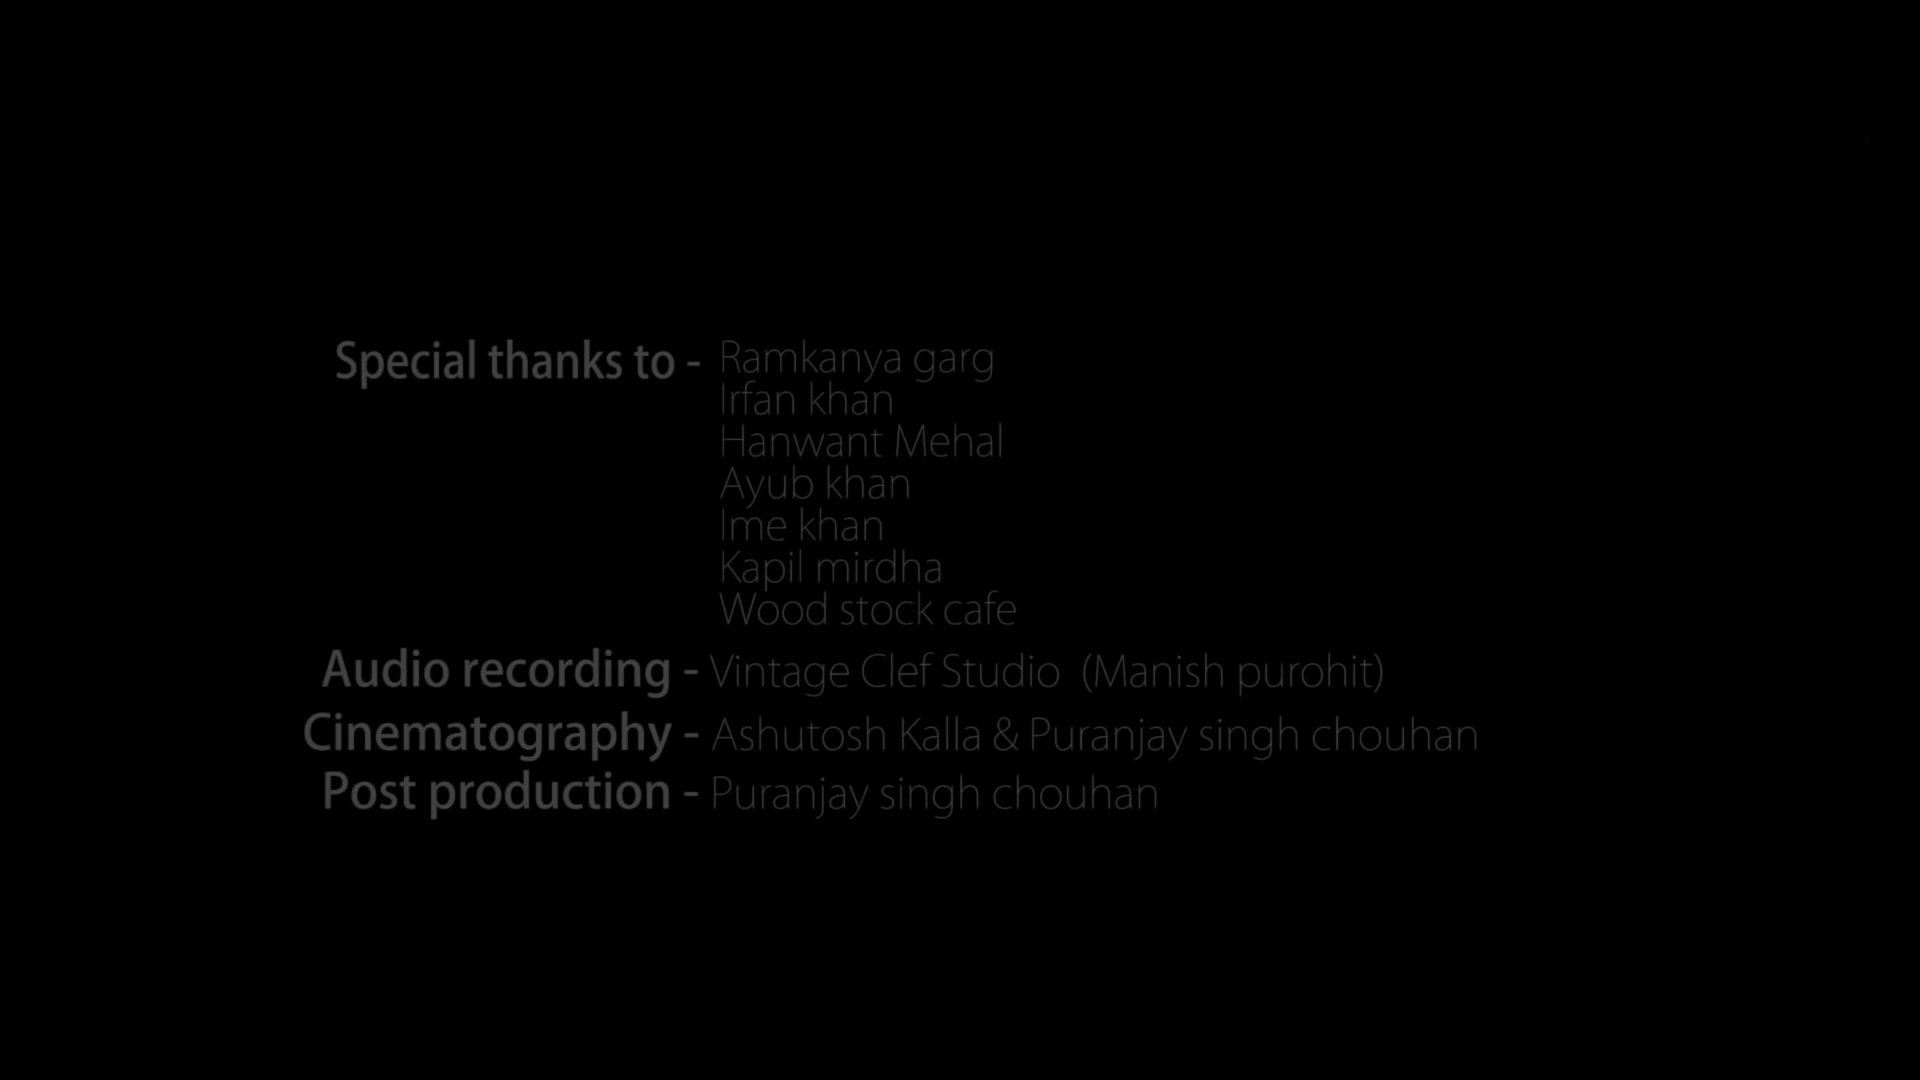 Special thanks to - Ramkanya garg
Irfan khan
Hanwant Mehal
Ayub khan
Ime khan
Kapil mirdha
Wood stock cafe
Audio recording - Vintage Clef Studio (Manish purohit)
Cinematography - Ashutosh Kalla & Puranjay singh chouhan
Post production - Puranjay singh chouhan